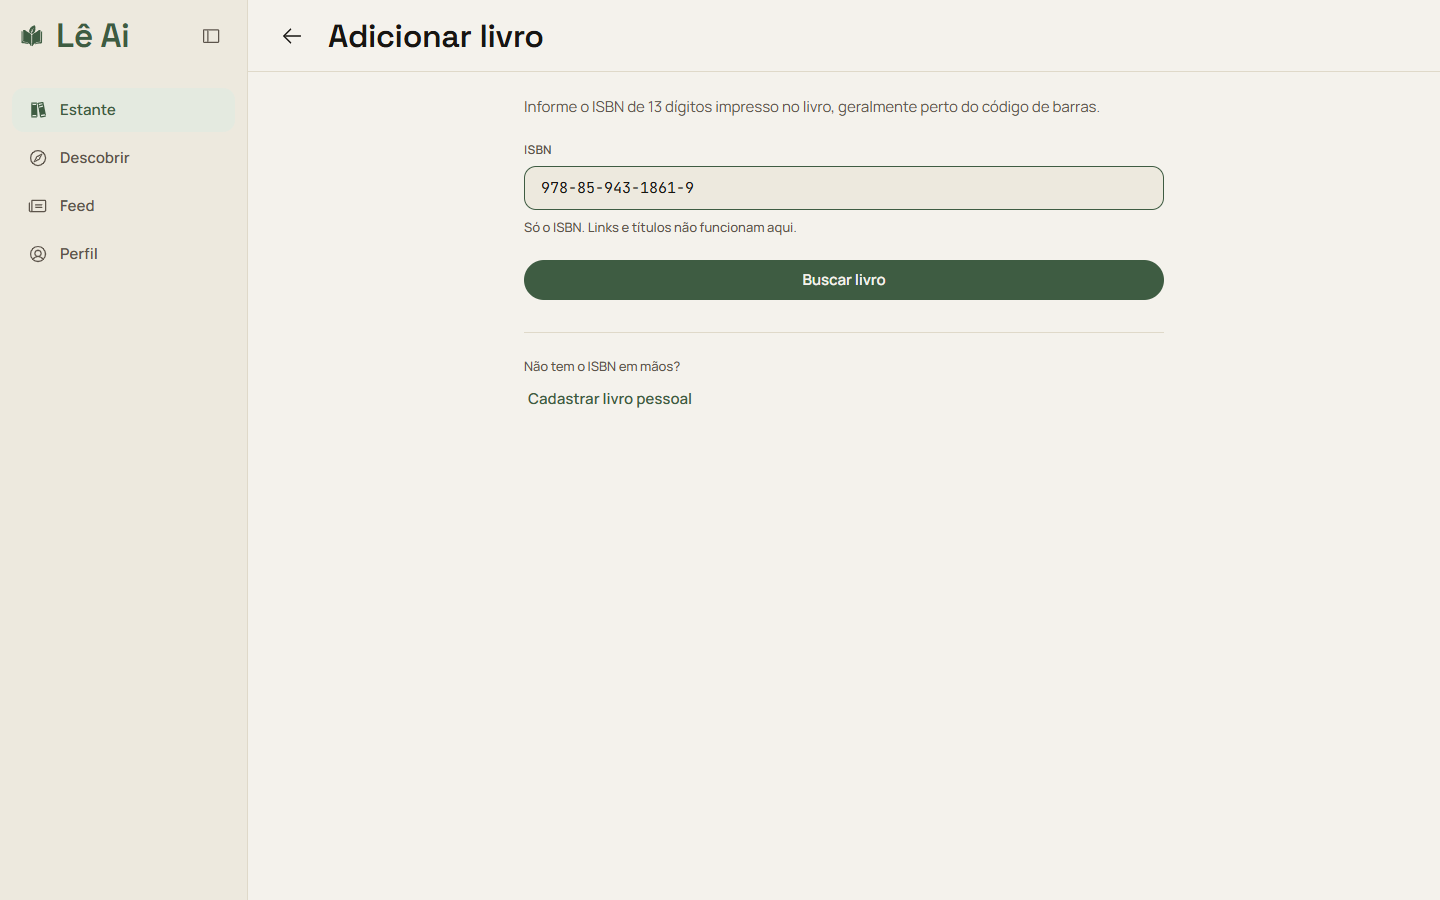 Lê Ai
Estante
Descobrir
Feed
Perfil
Adicionar livro
Informe o ISBN de 13 dígitos impresso no livro, geralmente perto do código de barras.
ISBN
978-85-943-1861-9
Só o ISBN. Links e títulos não funcionam aqui.
Buscar livro
Não tem o ISBN em mãos?
Cadastrar livro pessoal